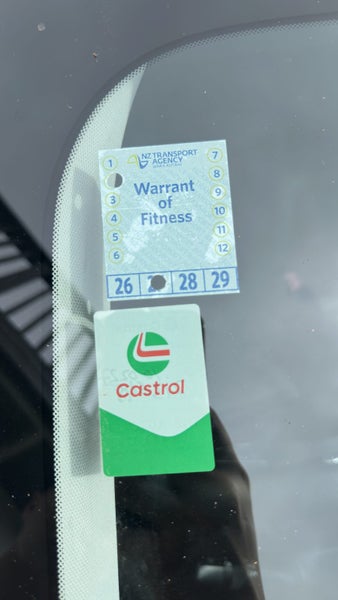 NZ TRANSPORT
AGENCY
Warrant
of
Fitness
1
3
4
5
6
7
8
9
10
11
12
26 28 29
Castrol